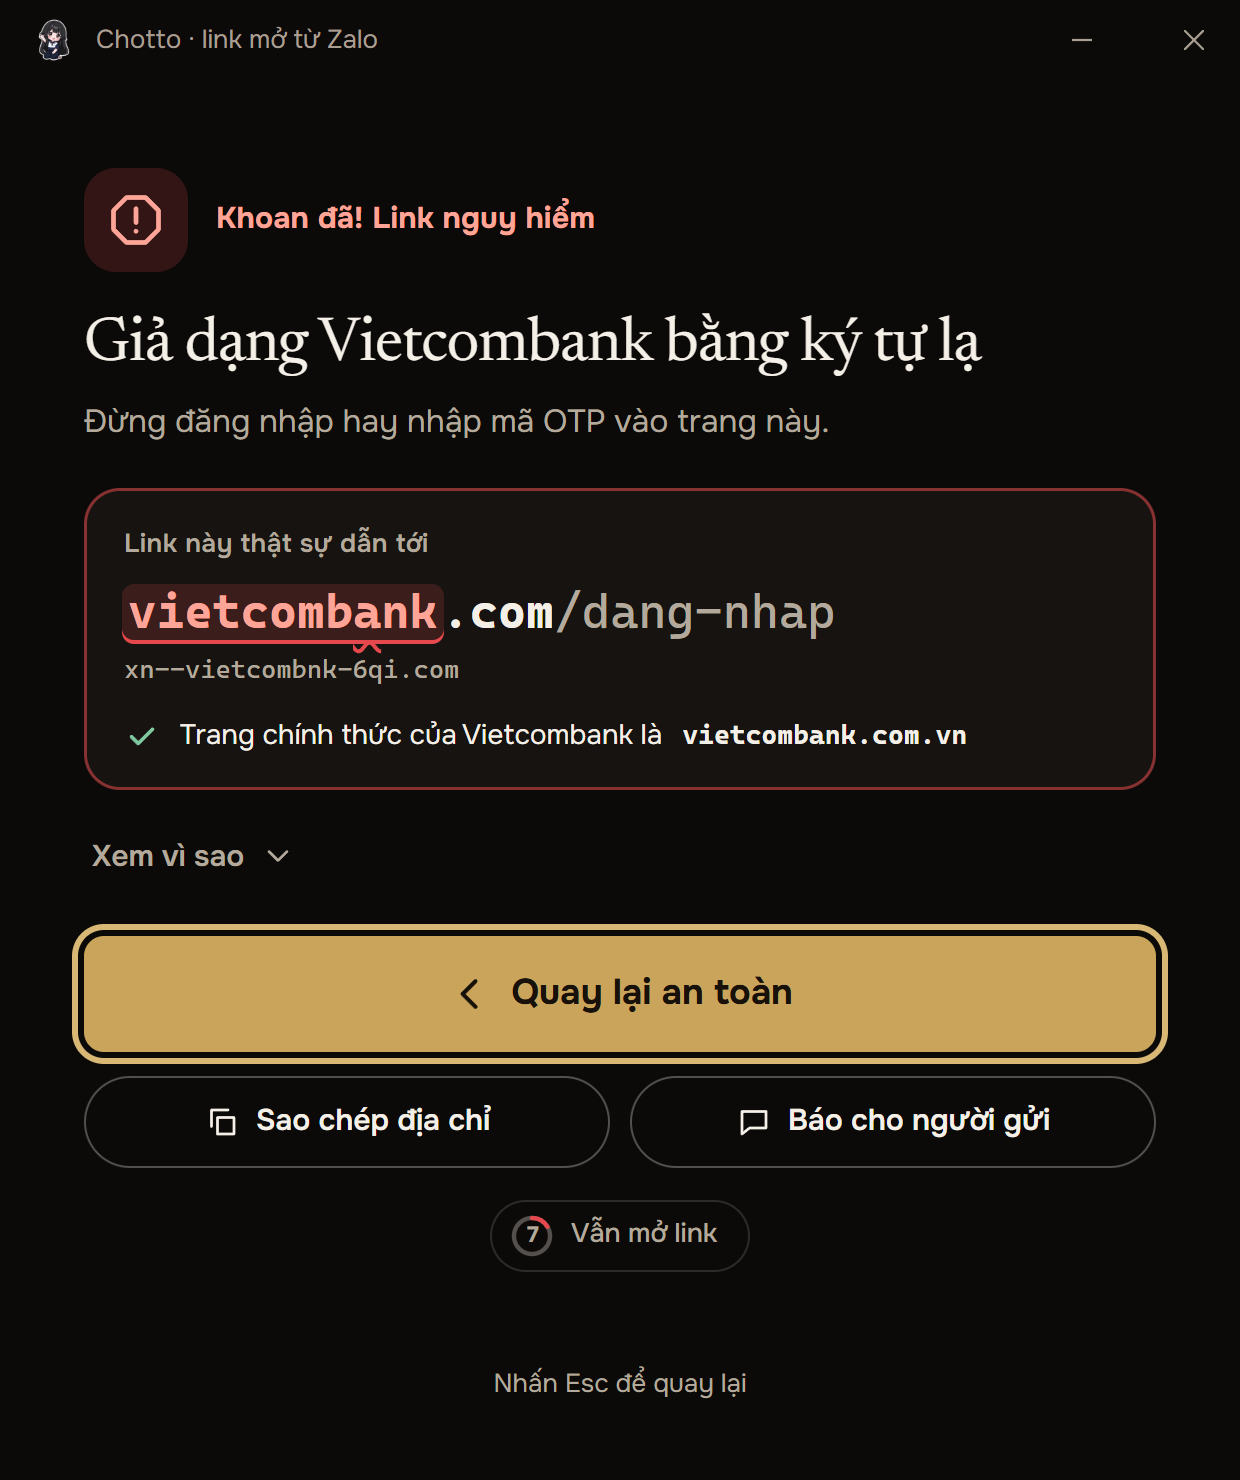 Chotto · link mở từ Zalo
Khoan đã! Link nguy hiểm
Giả dạng Vietcombank bằng ký tự lạ
Đừng đăng nhập hay nhập mã OTP vào trang này.
Link này thật sự dẫn tới
vietcombank.com/dang-nhap
xn--vietcombnk-6qi.com
Trang chính thức của Vietcombank là vietcombank.com.vn
Xem vì sao
Quay lại an toàn
Sao chép địa chỉ
Báo cho người gửi
7 Vẫn mở link
Nhấn Esc để quay lại